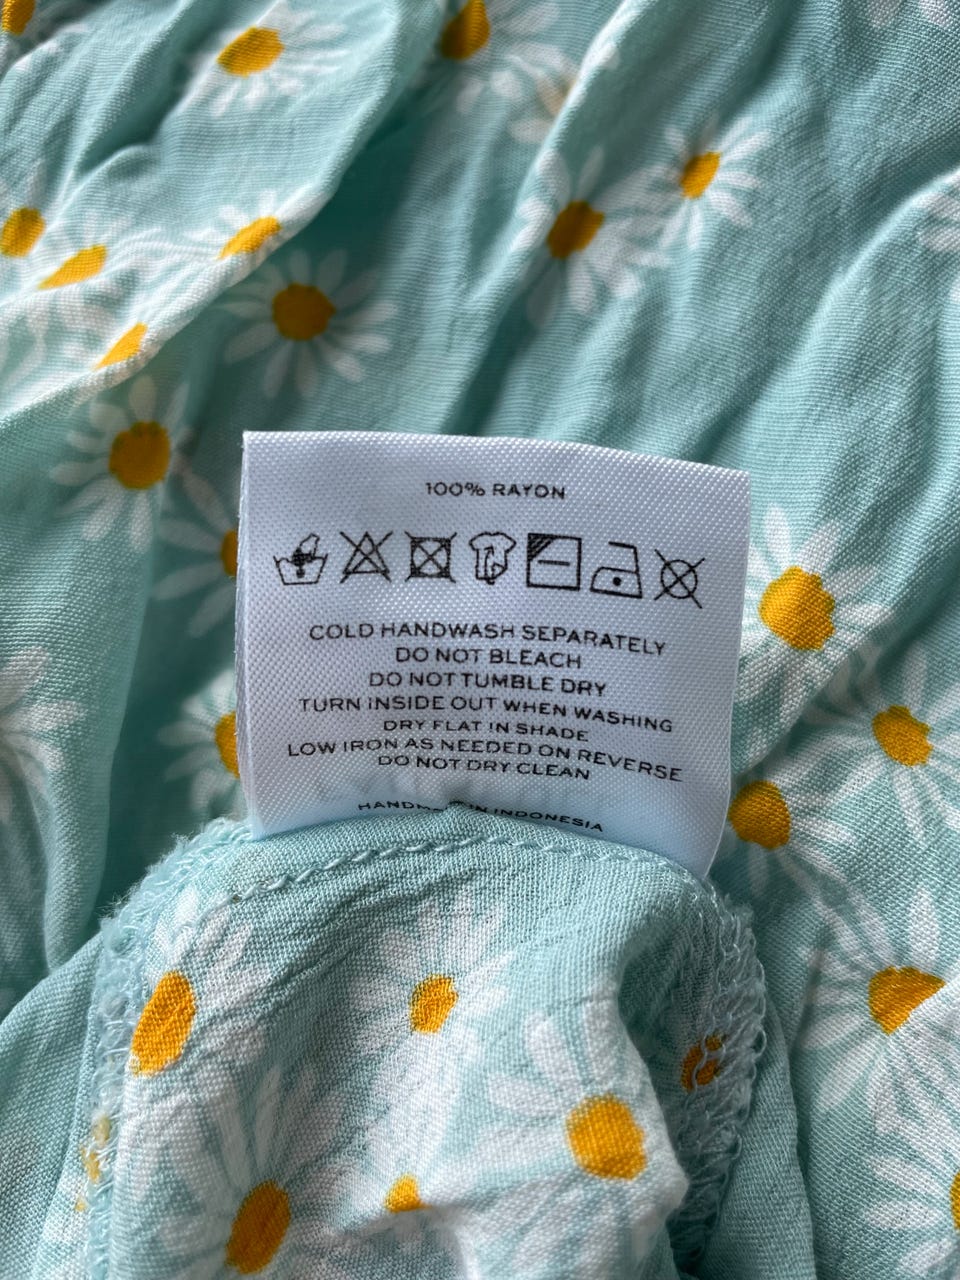 100% RAYON
COLD HANDWASH SEPARATELY
DO NOT BLEACH
DO NOT TUMBLE DRY
TURN INSIDE OUT WHEN WASHING
DRY FLAT IN SHADE
LOW IRON AS NEEDED ON REVERSE
DO NOT DRY CLEAN
IN INDONESIA